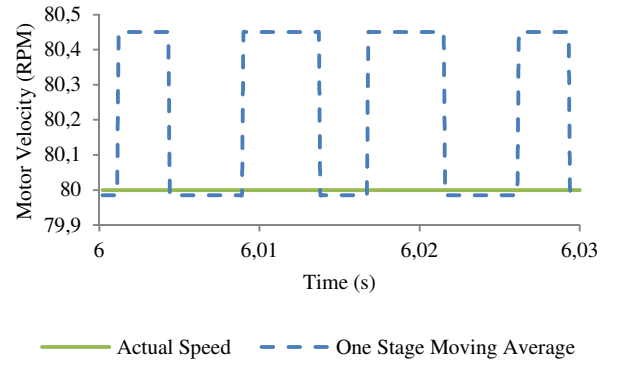 80,5
80,4
80,3
80,2
80,1
80
79,9
Motor Velocity (RPM)
6
6,01
6,02
6,03
Time (s)
Actual Speed
One Stage Moving Average